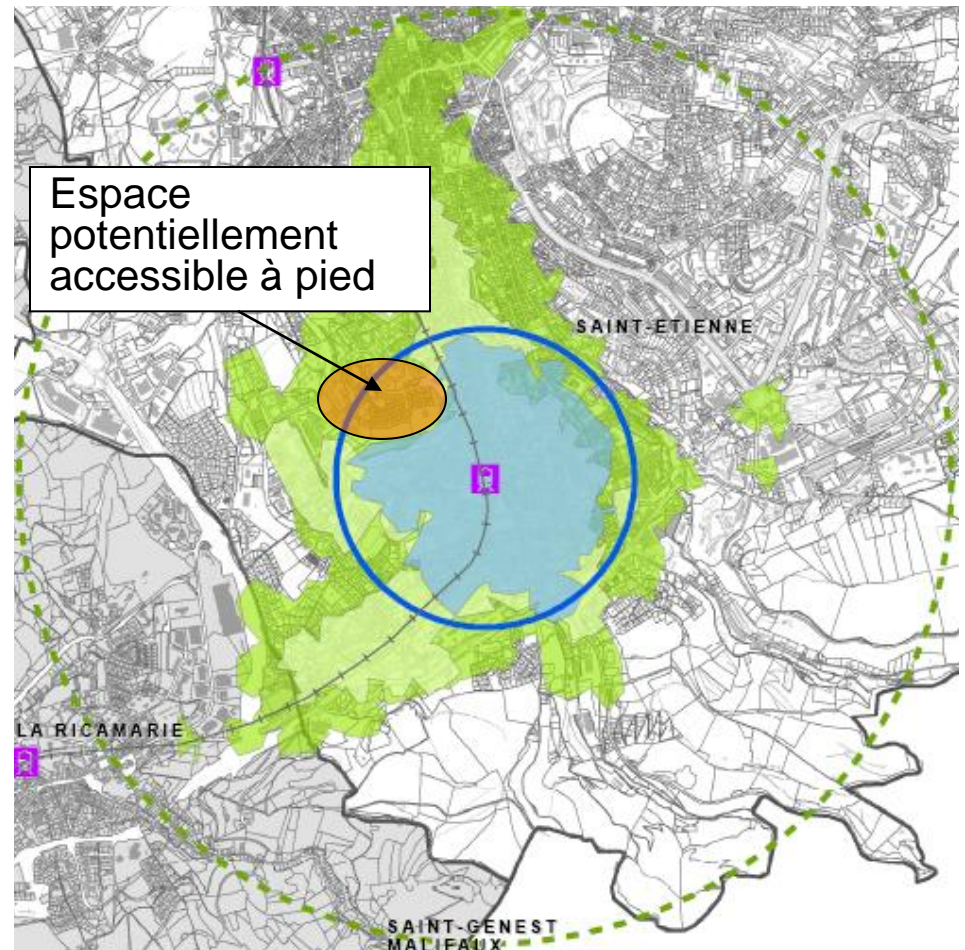 Espace
potentiellement
accessible à pied
SAINT-ETIENNE
LA RICAMARIE
SAINT-GENEST
MALIFAUX